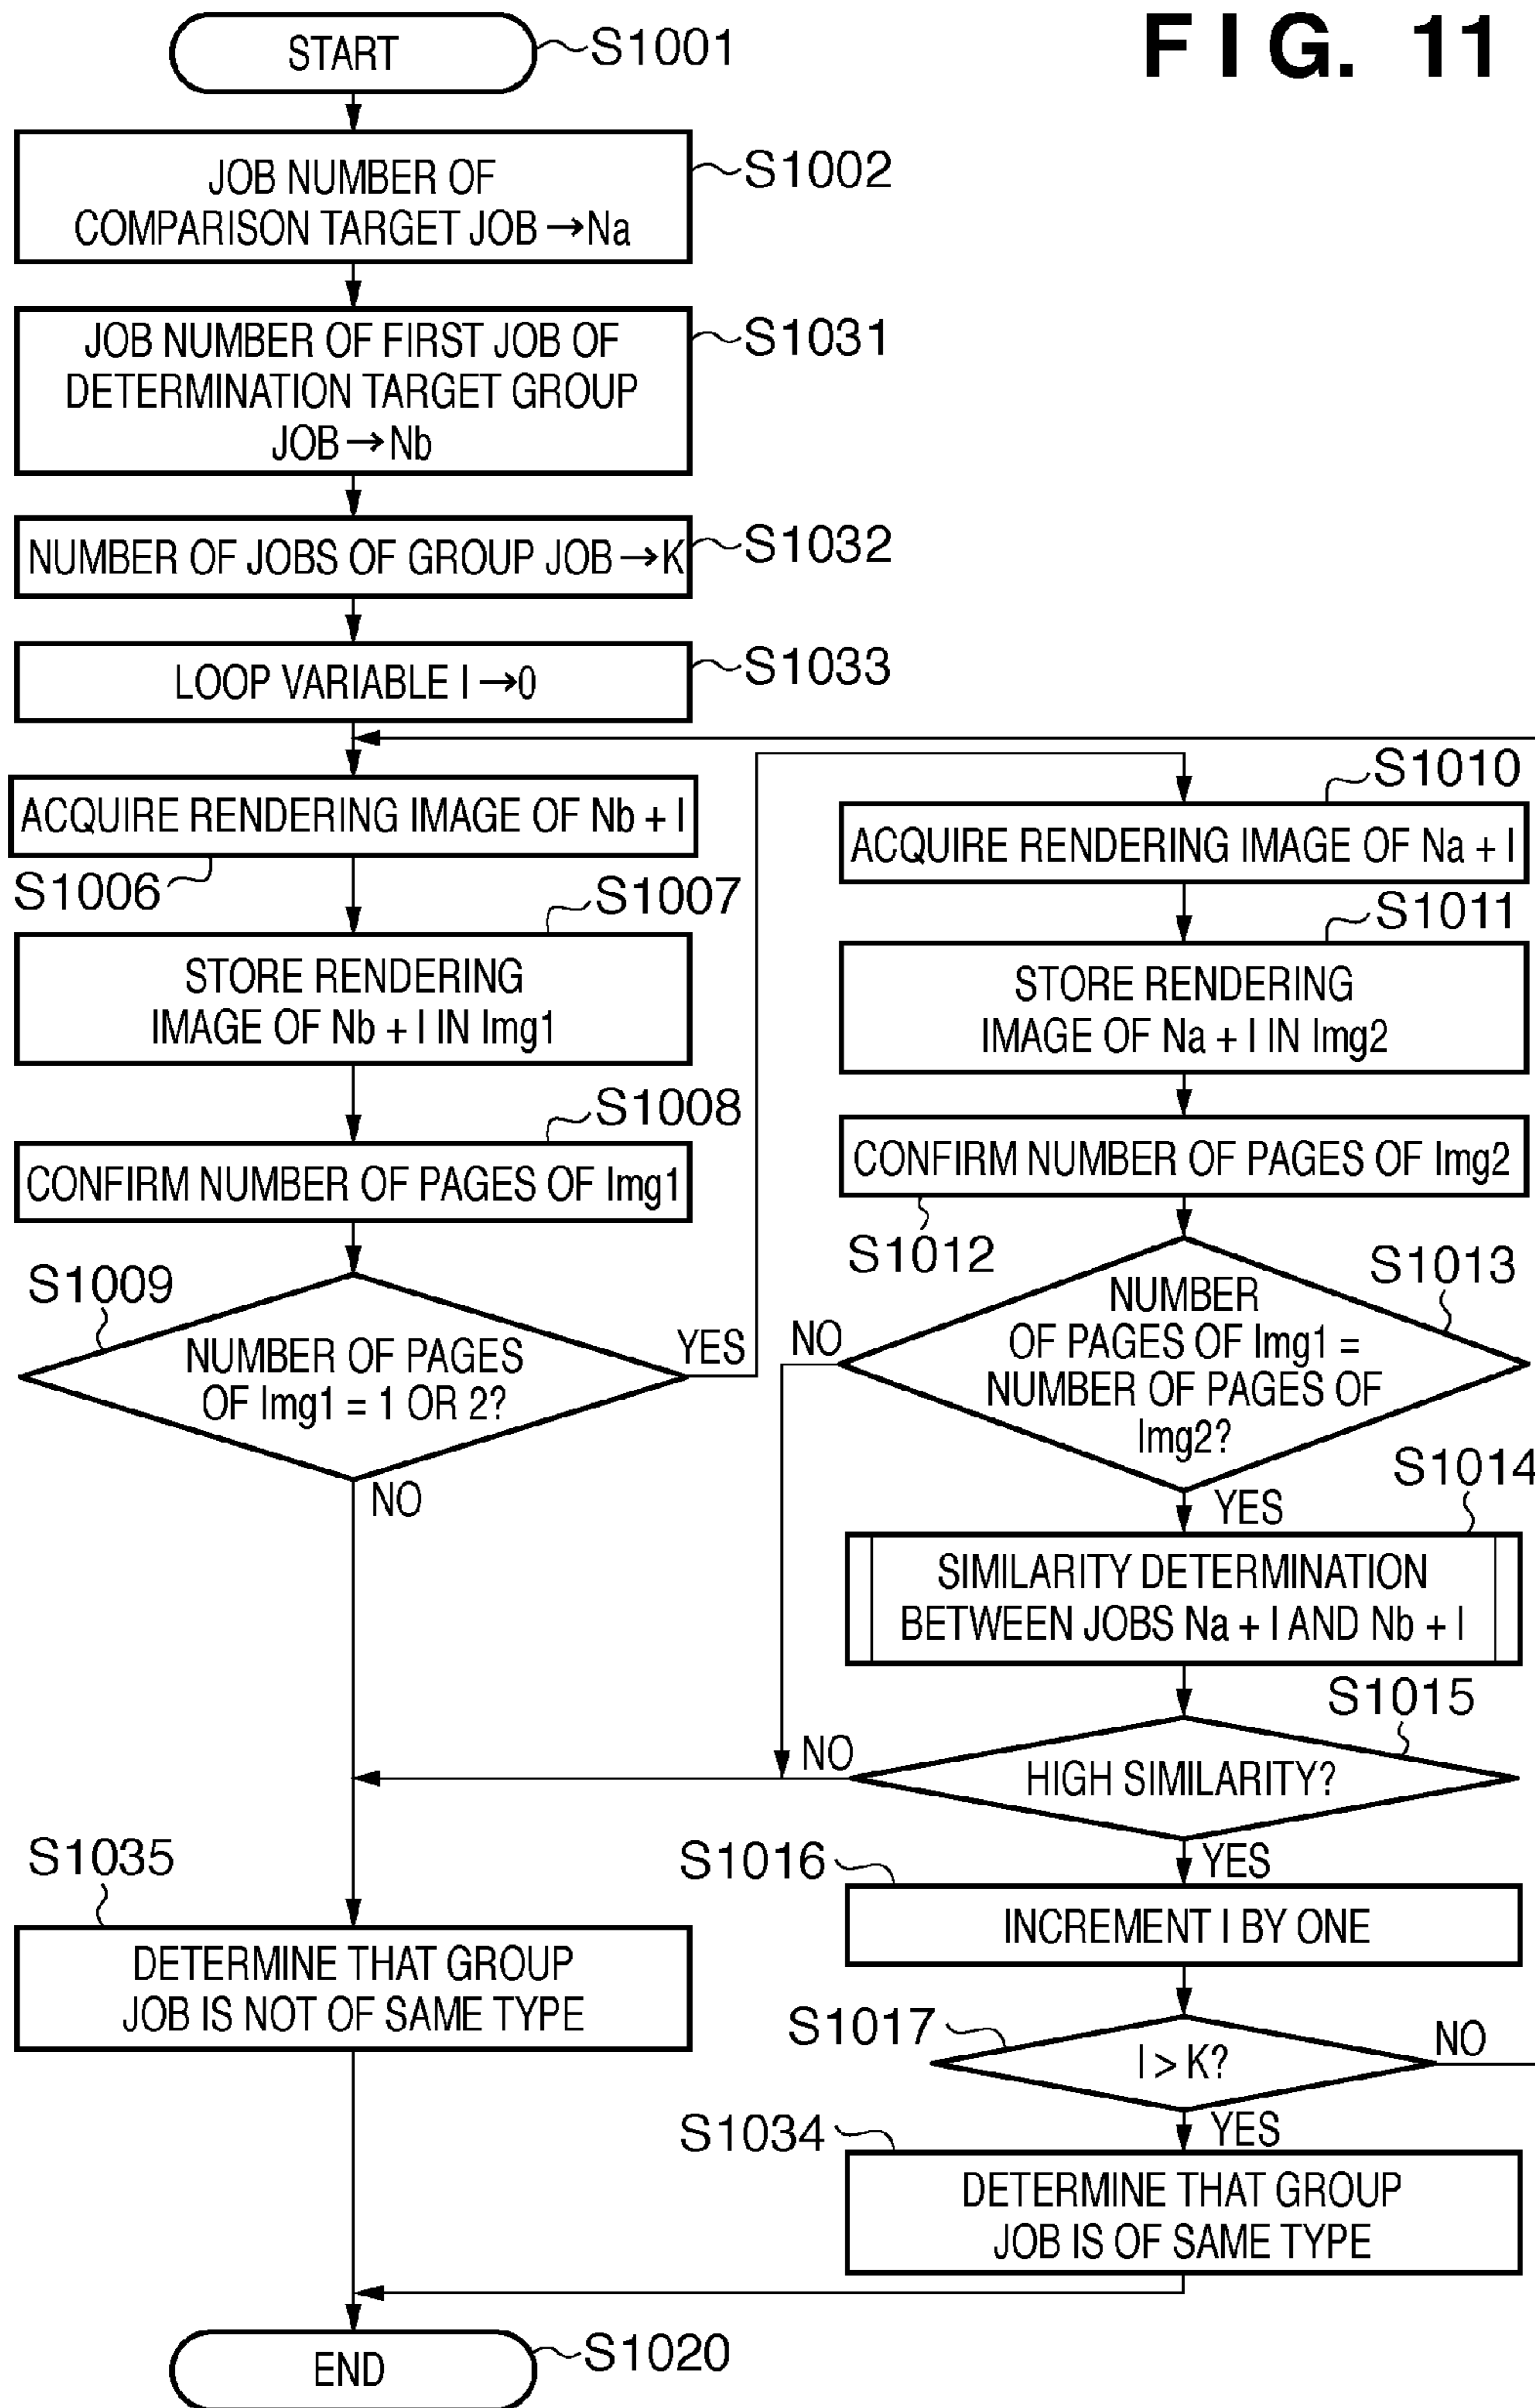 FIG. 11
START
S1001
JOB NUMBER OF
COMPARISON TARGET JOB →Na
S1002
JOB NUMBER OF FIRST JOB OF
DETERMINATION TARGET GROUP
JOB →Nb
S1031
NUMBER OF JOBS OF GROUP JOB →K
S1032
LOOP VARIABLE I →0
S1033
ACQUIRE RENDERING IMAGE OF Nb + I
S1006
STORE RENDERING
IMAGE OF Nb + I IN Img1
S1007
CONFIRM NUMBER OF PAGES OF Img1
S1008
S1009
NUMBER OF PAGES
OF Img1 = 1 OR 2?
YES
NO
S1010
ACQUIRE RENDERING IMAGE OF Na + I
S1011
STORE RENDERING
IMAGE OF Na + I IN Img2
CONFIRM NUMBER OF PAGES OF Img2
S1012
S1013
NUMBER
OF PAGES OF Img1 =
NUMBER OF PAGES OF
Img2?
NO
YES
S1014
SIMILARITY DETERMINATION
BETWEEN JOBS Na + I AND Nb + I
S1015
HIGH SIMILARITY?
NO
YES
S1016
INCREMENT I BY ONE
S1017
I > K?
NO
YES
S1034
DETERMINE THAT GROUP
JOB IS OF SAME TYPE
S1035
DETERMINE THAT GROUP
JOB IS NOT OF SAME TYPE
END
S1020